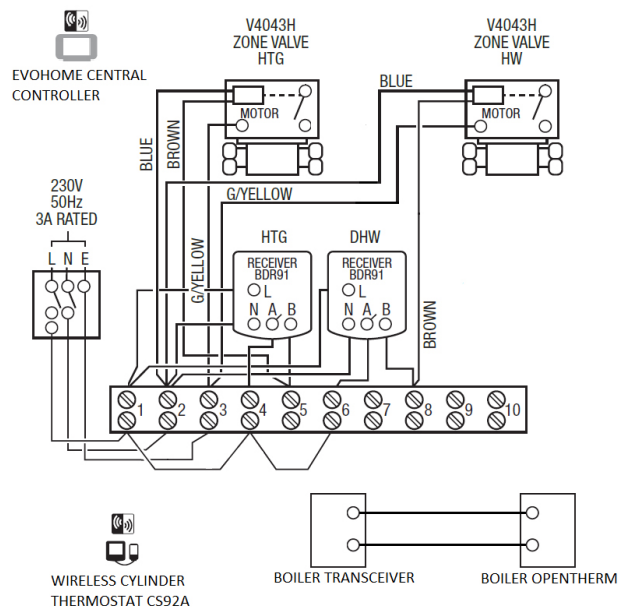 V4043H
ZONE VALVE
HTG
V4043H
ZONE VALVE
HW
EVOHOME CENTRAL
CONTROLLER
BLUE
MOTOR
MOTOR
BLUE
BROWN
G/YELLOW
230V
50Hz
3A RATED
L N E
HTG
DHW
G/YELLOW
RECEIVER
BDR91
L
N A B
RECEIVER
BDR91
L
N A B
BROWN
1 2 3 4 5 6 7 8 9 10
WIRELESS CYLINDER
THERMOSTAT CS92A
BOILER TRANSCEIVER
BOILER OPENTHERM